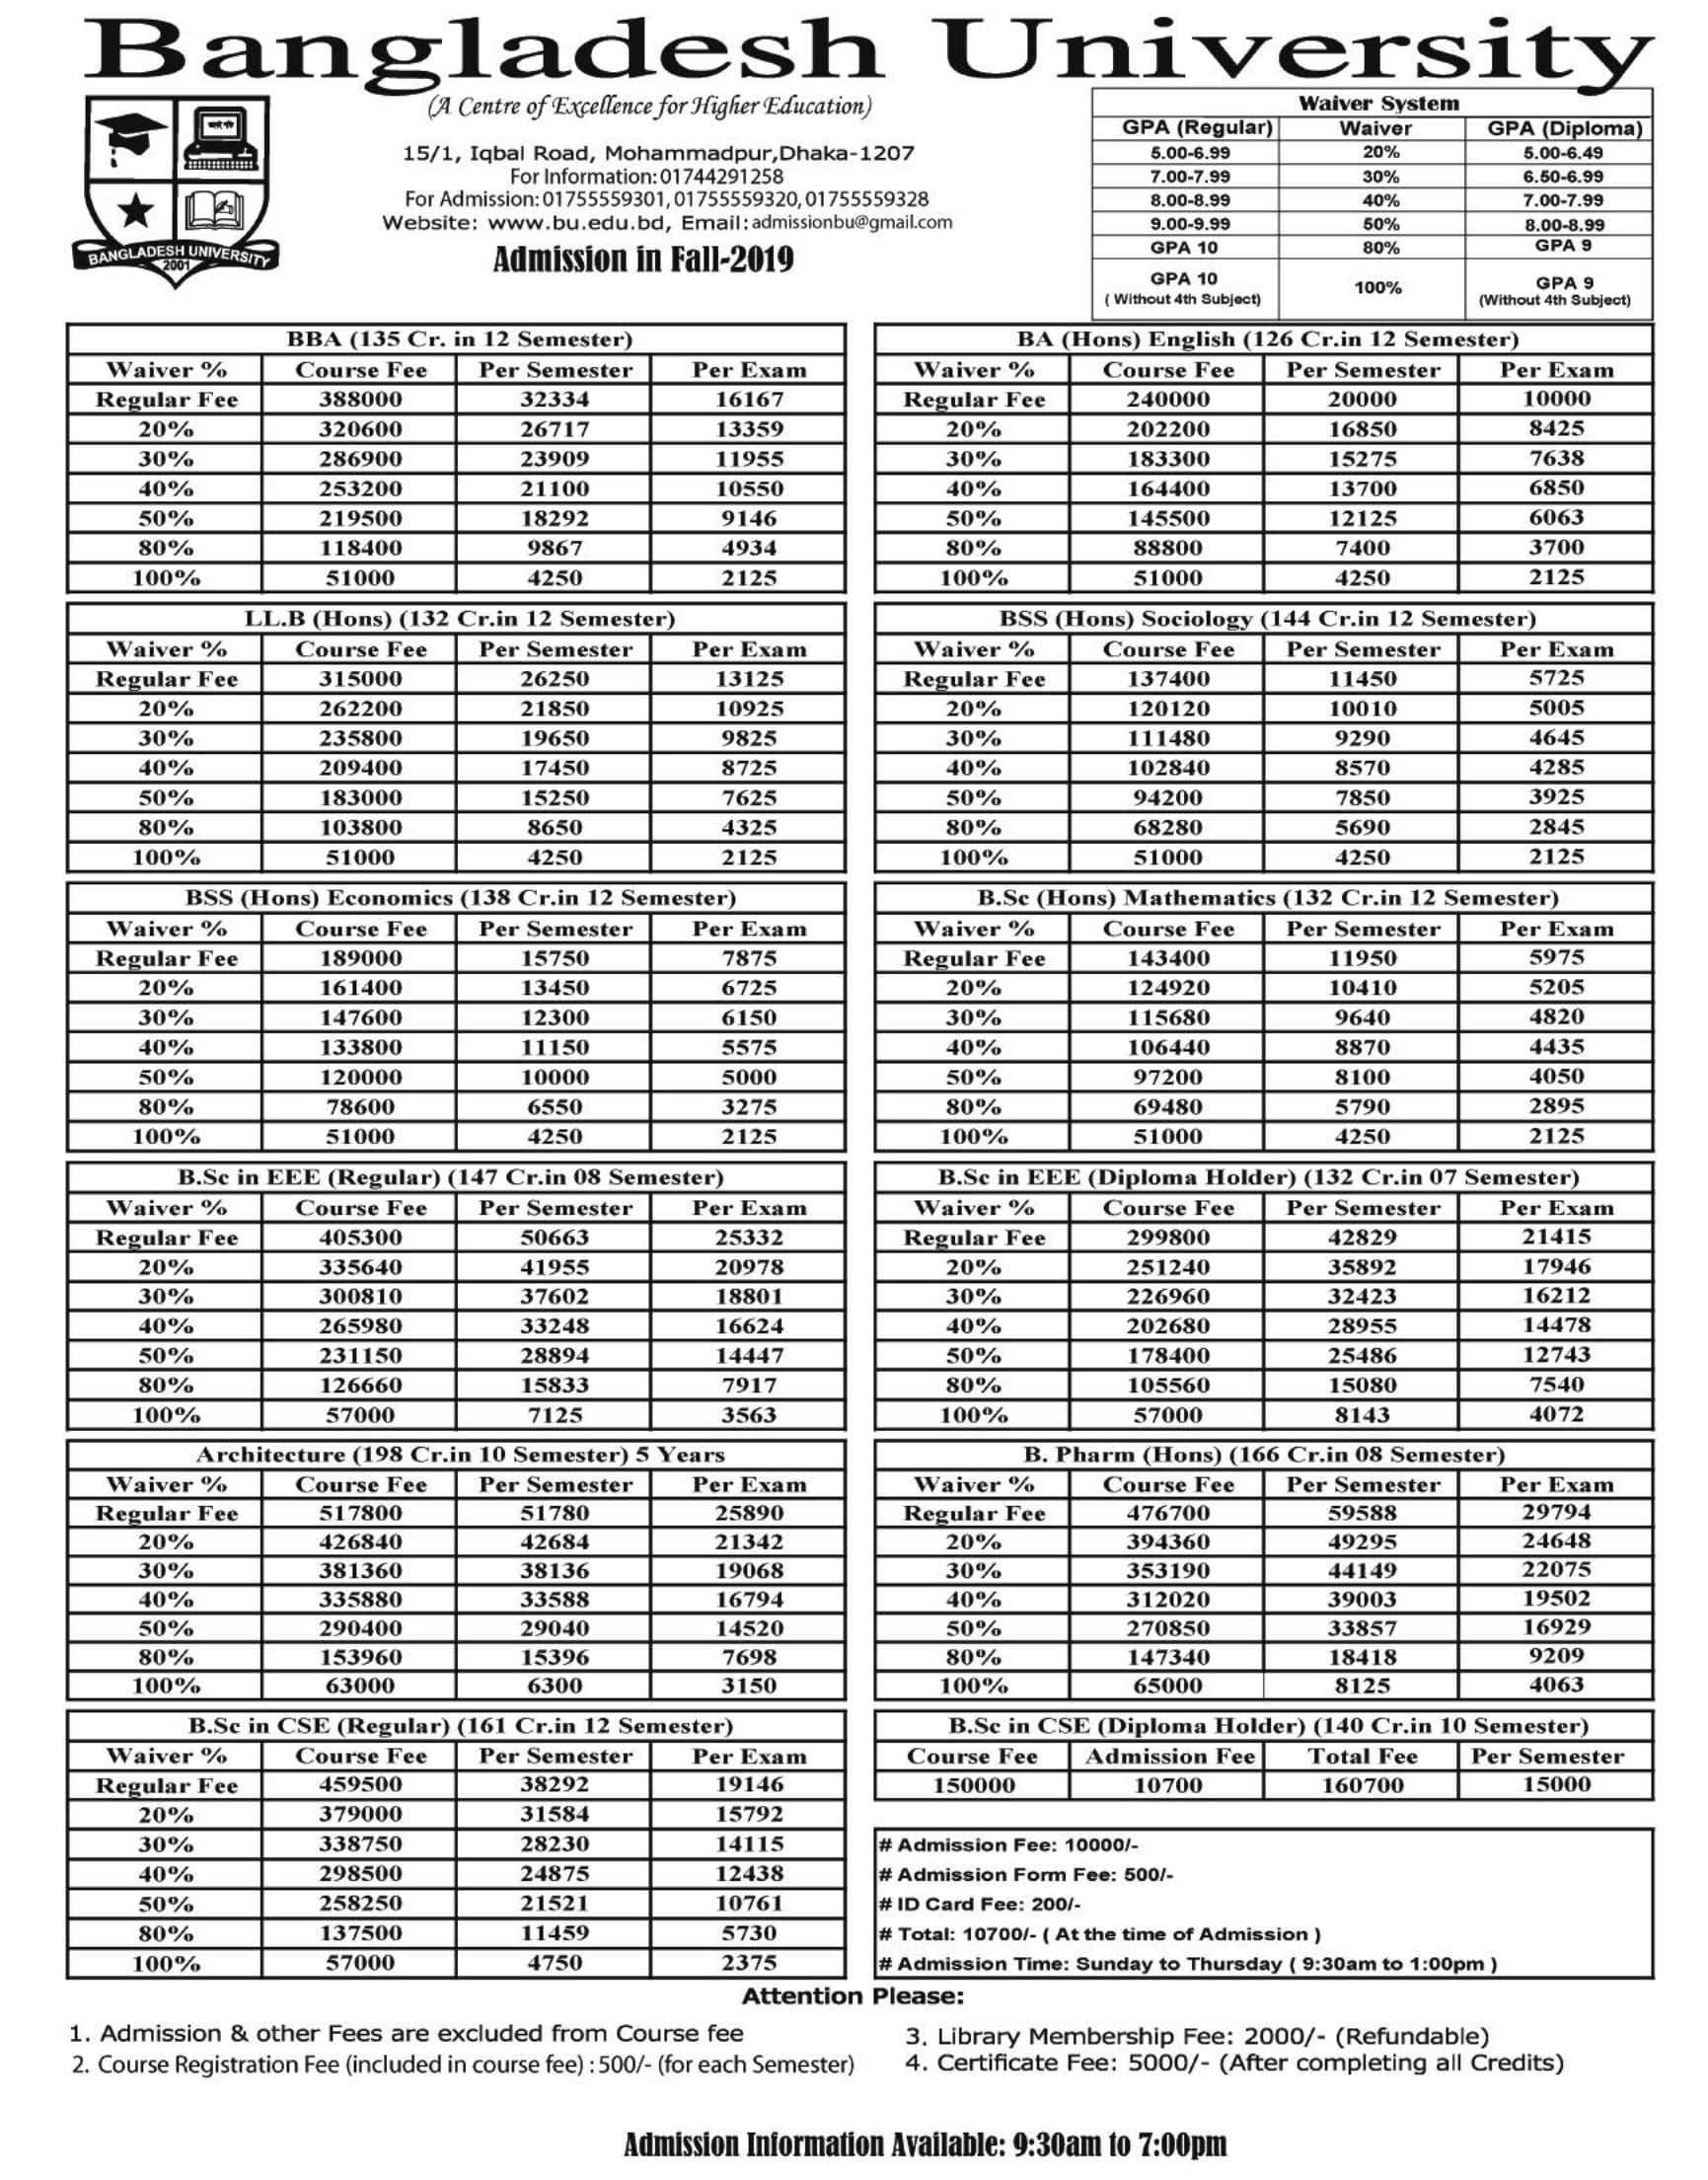 Bangladesh University
(A Centre of Excellence for Higher Education)
15/1, Iqbal Road, Mohammadpur,Dhaka-1207
For Information: 01744291258
For Admission: 01755559301, 01755559320, 01755559328
Website: www.bu.edu.bd, Email: admissionbu@gmail.com
Admission in Fall-2019
BANGLADESH UNIVERSITY
2001
Waiver System
GPA (Regular) Waiver GPA (Diploma)
5.00-6.99 20% 5.00-6.49
7.00-7.99 30% 6.50-6.99
8.00-8.99 40% 7.00-7.99
9.00-9.99 50% 8.00-8.99
GPA 10 80% GPA 9
GPA 10 100% GPA 9
( Without 4th Subject) (Without 4th Subject)
BBA (135 Cr. in 12 Semester)
Waiver % Course Fee Per Semester Per Exam
Regular Fee 388000 32334 16167
20% 320600 26717 13359
30% 286900 23909 11955
40% 253200 21100 10550
50% 219500 18292 9146
80% 118400 9867 4934
100% 51000 4250 2125
BA (Hons) English (126 Cr.in 12 Semester)
Waiver % Course Fee Per Semester Per Exam
Regular Fee 240000 20000 10000
20% 202200 16850 8425
30% 183300 15275 7638
40% 164400 13700 6850
50% 145500 12125 6063
80% 88800 7400 3700
100% 51000 4250 2125
LL.B (Hons) (132 Cr.in 12 Semester)
Waiver % Course Fee Per Semester Per Exam
Regular Fee 315000 26250 13125
20% 262200 21850 10925
30% 235800 19650 9825
40% 209400 17450 8725
50% 183000 15250 7625
80% 103800 8650 4325
100% 51000 4250 2125
BSS (Hons) Sociology (144 Cr.in 12 Semester)
Waiver % Course Fee Per Semester Per Exam
Regular Fee 137400 11450 5725
20% 120120 10010 5005
30% 111480 9290 4645
40% 102840 8570 4285
50% 94200 7850 3925
80% 68280 5690 2845
100% 51000 4250 2125
BSS (Hons) Economics (138 Cr.in 12 Semester)
Waiver % Course Fee Per Semester Per Exam
Regular Fee 189000 15750 7875
20% 161400 13450 6725
30% 147600 12300 6150
40% 133800 11150 5575
50% 120000 10000 5000
80% 78600 6550 3275
100% 51000 4250 2125
B.Sc (Hons) Mathematics (132 Cr.in 12 Semester)
Waiver % Course Fee Per Semester Per Exam
Regular Fee 143400 11950 5975
20% 124920 10410 5205
30% 115680 9640 4820
40% 106440 8870 4435
50% 97200 8100 4050
80% 69480 5790 2895
100% 51000 4250 2125
B.Sc in EEE (Regular) (147 Cr.in 08 Semester)
Waiver % Course Fee Per Semester Per Exam
Regular Fee 405300 50663 25332
20% 335640 41955 20978
30% 300810 37602 18801
40% 265980 33248 16624
50% 231150 28894 14447
80% 126660 15833 7917
100% 57000 7125 3563
B.Sc in EEE (Diploma Holder) (132 Cr.in 07 Semester)
Waiver % Course Fee Per Semester Per Exam
Regular Fee 299800 42829 21415
20% 251240 35892 17946
30% 226960 32423 16212
40% 202680 28955 14478
50% 178400 25486 12743
80% 105560 15080 7540
100% 57000 8143 4072
Architecture (198 Cr.in 10 Semester) 5 Years
Waiver % Course Fee Per Semester Per Exam
Regular Fee 517800 51780 25890
20% 426840 42684 21342
30% 381360 38136 19068
40% 335880 33588 16794
50% 290400 29040 14520
80% 153960 15396 7698
100% 63000 6300 3150
B. Pharm (Hons) (166 Cr.in 08 Semester)
Waiver % Course Fee Per Semester Per Exam
Regular Fee 476700 59588 29794
20% 394360 49295 24648
30% 353190 44149 22075
40% 312020 39003 19502
50% 270850 33857 16929
80% 147340 18418 9209
100% 65000 8125 4063
B.Sc in CSE (Regular) (161 Cr.in 12 Semester)
Waiver % Course Fee Per Semester Per Exam
Regular Fee 459500 38292 19146
20% 379000 31584 15792
30% 338750 28230 14115
40% 298500 24875 12438
50% 258250 21521 10761
80% 137500 11459 5730
100% 57000 4750 2375
B.Sc in CSE (Diploma Holder) (140 Cr.in 10 Semester)
Course Fee Admission Fee Total Fee Per Semester
150000 10700 160700 15000
# Admission Fee: 10000/-
# Admission Form Fee: 500/-
# ID Card Fee: 200/-
# Total: 10700/- ( At the time of Admission )
# Admission Time: Sunday to Thursday ( 9:30am to 1:00pm )
Attention Please:
1. Admission & other Fees are excluded from Course fee
2. Course Registration Fee (included in course fee) : 500/- (for each Semester)
3. Library Membership Fee: 2000/- (Refundable)
4. Certificate Fee: 5000/- (After completing all Credits)
Admission Information Available: 9:30am to 7:00pm